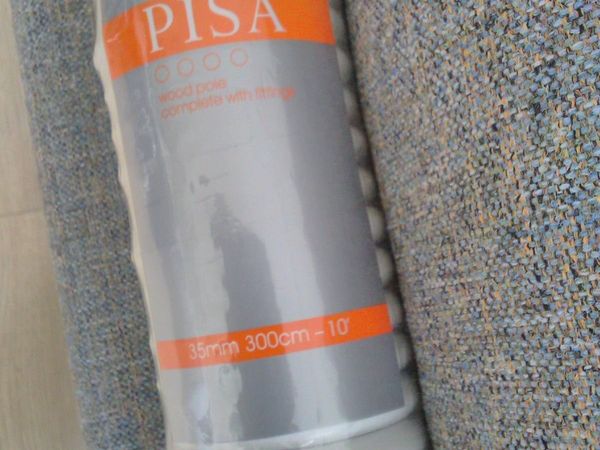 PISA
wood pole
complete with fittings
35mm 300cm - 10'